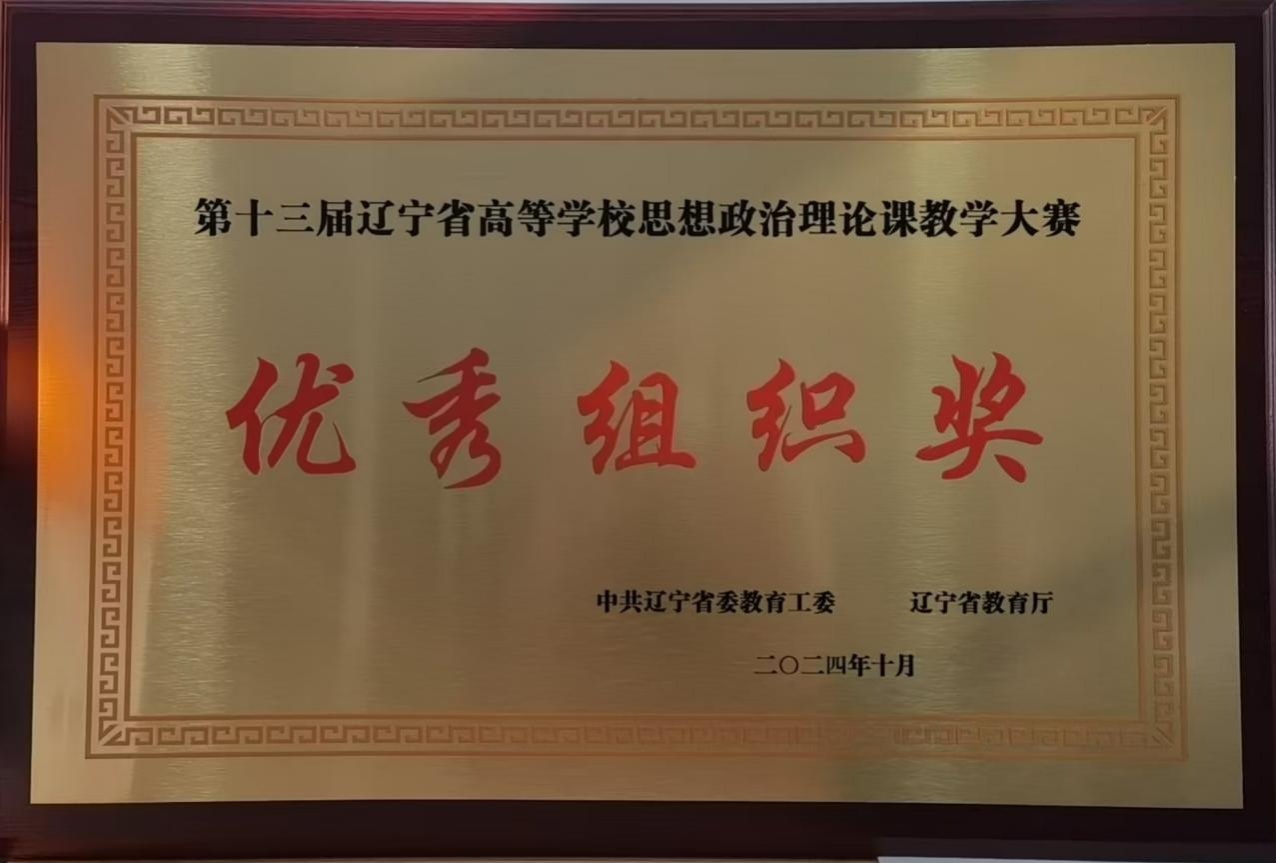 第十三届辽宁省高等学校思想政治理论课教学大赛
优秀组织奖
中共辽宁省委教育工委 辽宁省教育厅
二〇二四年十月